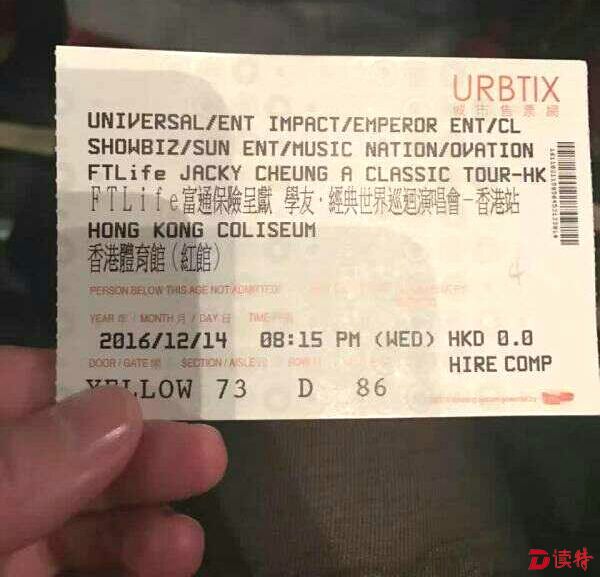 URBTIX
城市售票網
UNIVERSAL/ENT IMPACT/EMPEROR ENT/CL
SHOWBIZ/SUN ENT/MUSIC NATION/OVATION
FTLife JACKY CHEUNG A CLASSIC TOUR-HK
FTLife富通保險呈獻 學友·經典世界巡迴演唱會－香港站
HONG KONG COLISEUM
香港體育館(紅館)
4
PERSON BELOW THIS AGE NOT ADMITTED
YEAR 年 / MONTH 月 / DAY 日 TIME
2016/12/14 08:15 PM (WED) HKD 0.0
DOOR/GATE 閘 SECTION/AISLE
HIRE COMP
YELLOW 73 D 86
读特